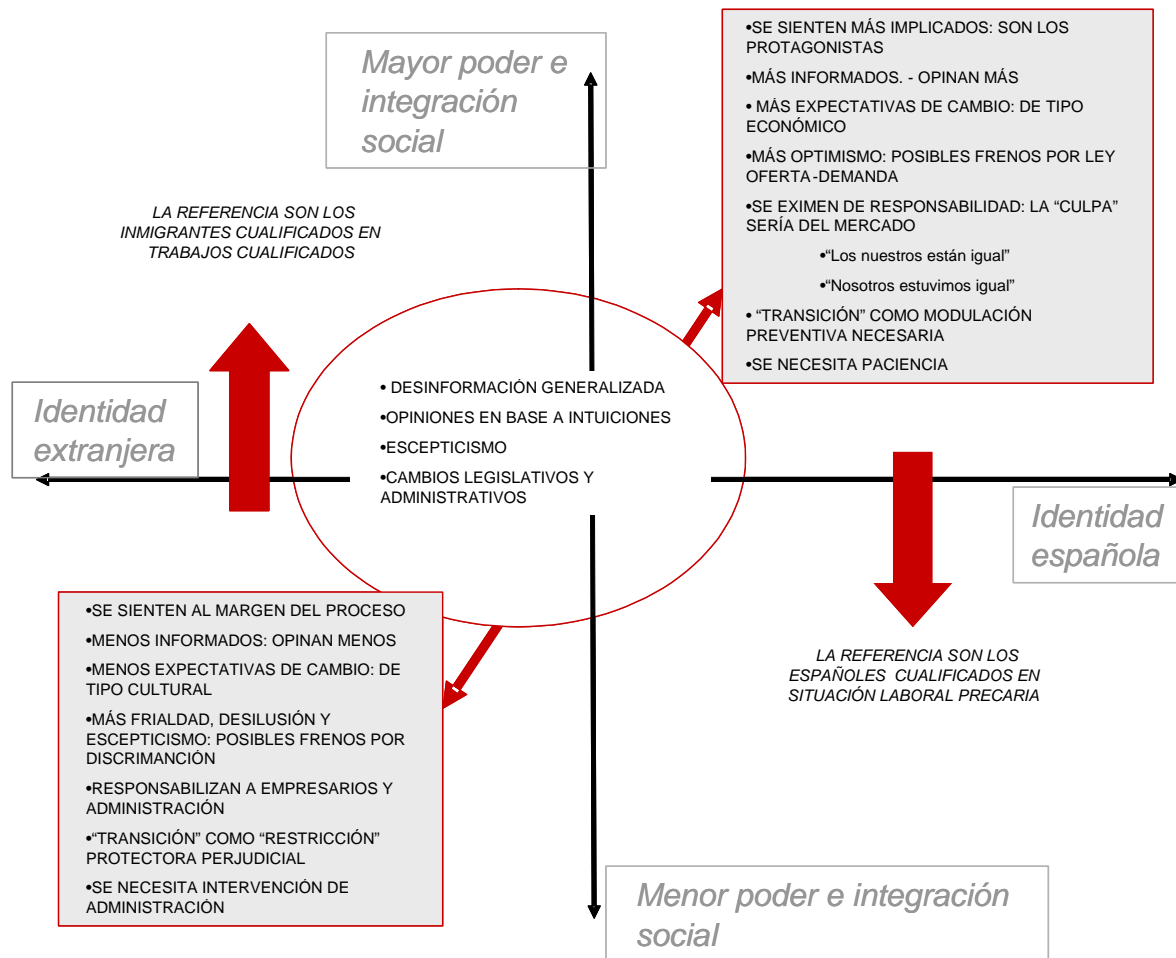 Mayor poder e
integración
social
•SE SIENTEN MÁS IMPLICADOS: SON LOS
PROTAGONISTAS
•MÁS INFORMADOS. - OPINAN MÁS
• MÁS EXPECTATIVAS DE CAMBIO: DE TIPO
ECONÓMICO
•MÁS OPTIMISMO: POSIBLES FRENOS POR LEY
OFERTA-DEMANDA
•SE EXIMEN DE RESPONSABILIDAD: LA “CULPA”
SERÍA DEL MERCADO
•“Los nuestros están igual”
•“Nosotros estuvimos igual”
• “TRANSICIÓN” COMO MODULACIÓN
PREVENTIVA NECESARIA
•SE NECESITA PACIENCIA
LA REFERENCIA SON LOS
INMIGRANTES CUALIFICADOS EN
TRABAJOS CUALIFICADOS
Identidad
extranjera
• DESINFORMACIÓN GENERALIZADA
•OPINIONES EN BASE A INTUICIONES
•ESCEPTICISMO
•CAMBIOS LEGISLATIVOS Y
ADMINISTRATIVOS
Identidad
española
•SE SIENTEN AL MARGEN DEL PROCESO
•MENOS INFORMADOS: OPINAN MENOS
•MENOS EXPECTATIVAS DE CAMBIO: DE
TIPO CULTURAL
•MÁS FRIALDAD, DESILUSIÓN Y
ESCEPTICISMO: POSIBLES FRENOS POR
DISCRIMANCIÓN
•RESPONSABILIZAN A EMPRESARIOS Y
ADMINISTRACIÓN
•“TRANSICIÓN” COMO “RESTRICCIÓN”
PROTECTORA PERJUDICIAL
•SE NECESITA INTERVENCIÓN DE
ADMINISTRACIÓN
LA REFERENCIA SON LOS
ESPAÑOLES CUALIFICADOS EN
SITUACIÓN LABORAL PRECARIA
Menor poder e integración
social